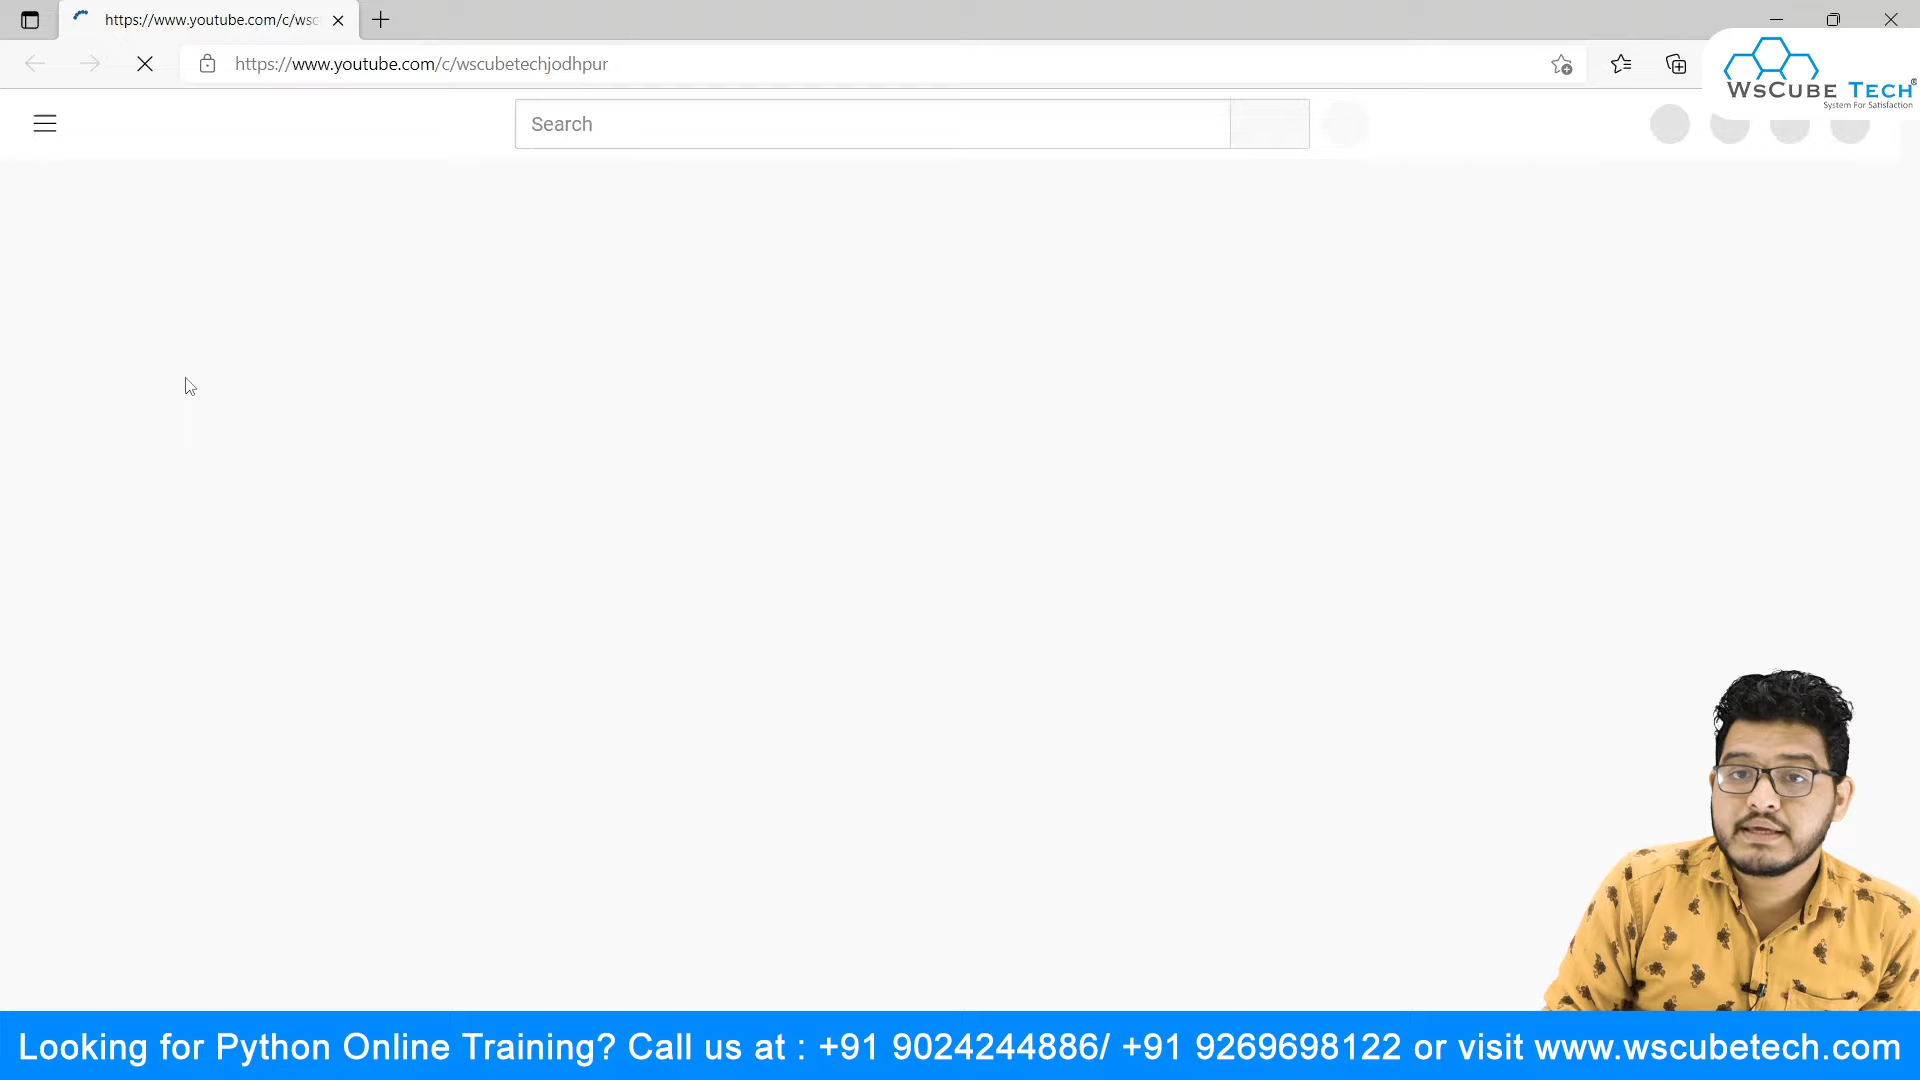 https://www.youtube.com/c/wsc
https://www.youtube.com/c/wscubetechjodhpur
WsCube Tech®
System For Satisfaction
Search
Looking for Python Online Training? Call us at : +91 9024244886/ +91 9269698122 or visit www.wscubetech.com